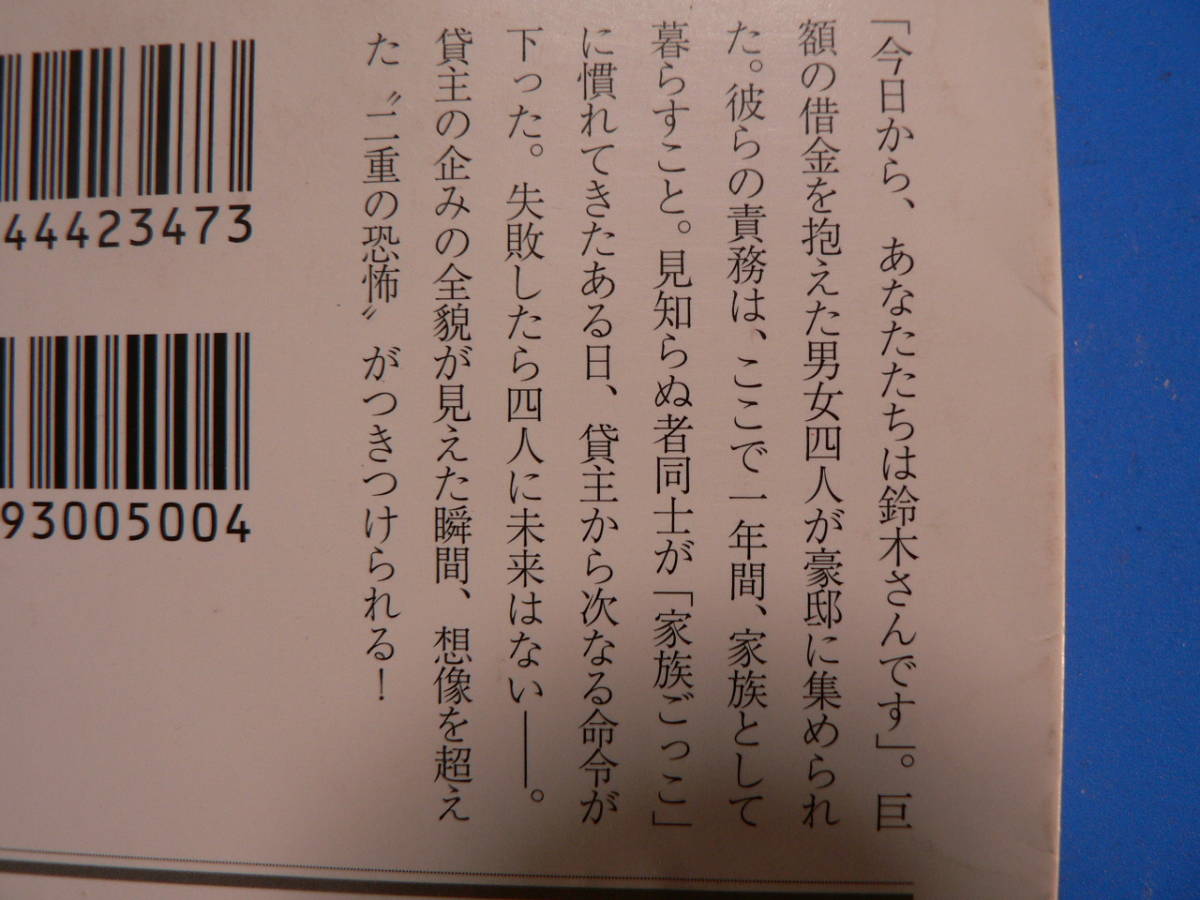 「今日から、あなたたちは鈴木さんです」。巨
額の借金を抱えた男女四人が豪邸に集められ
た。彼らの責務は、ここで一年間、家族として
暮らすこと。見知らぬ者同士が「家族ごっこ」
に慣れてきたある日、貸主から次なる命令が
下った。失敗したら四人に未来はない――。
貸主の企みの全貌が見えた瞬間、想像を超え
た〝二重の恐怖〟がつきつけられる！
44423473
93005004